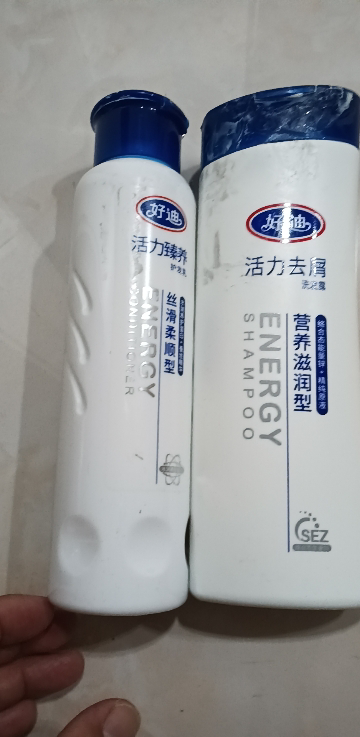 好迪
活力臻养
护发乳
丝滑柔顺型
ENERGY
CONDITIONER
好迪
活力去屑
洗发露
营养滋润型
ENERGY
SHAMPOO
SEZ